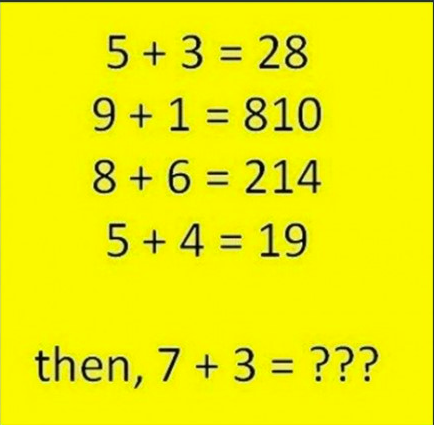 5 + 3 = 28
9 + 1 = 810
8 + 6 = 214
5 + 4 = 19
then, 7 + 3 = ???